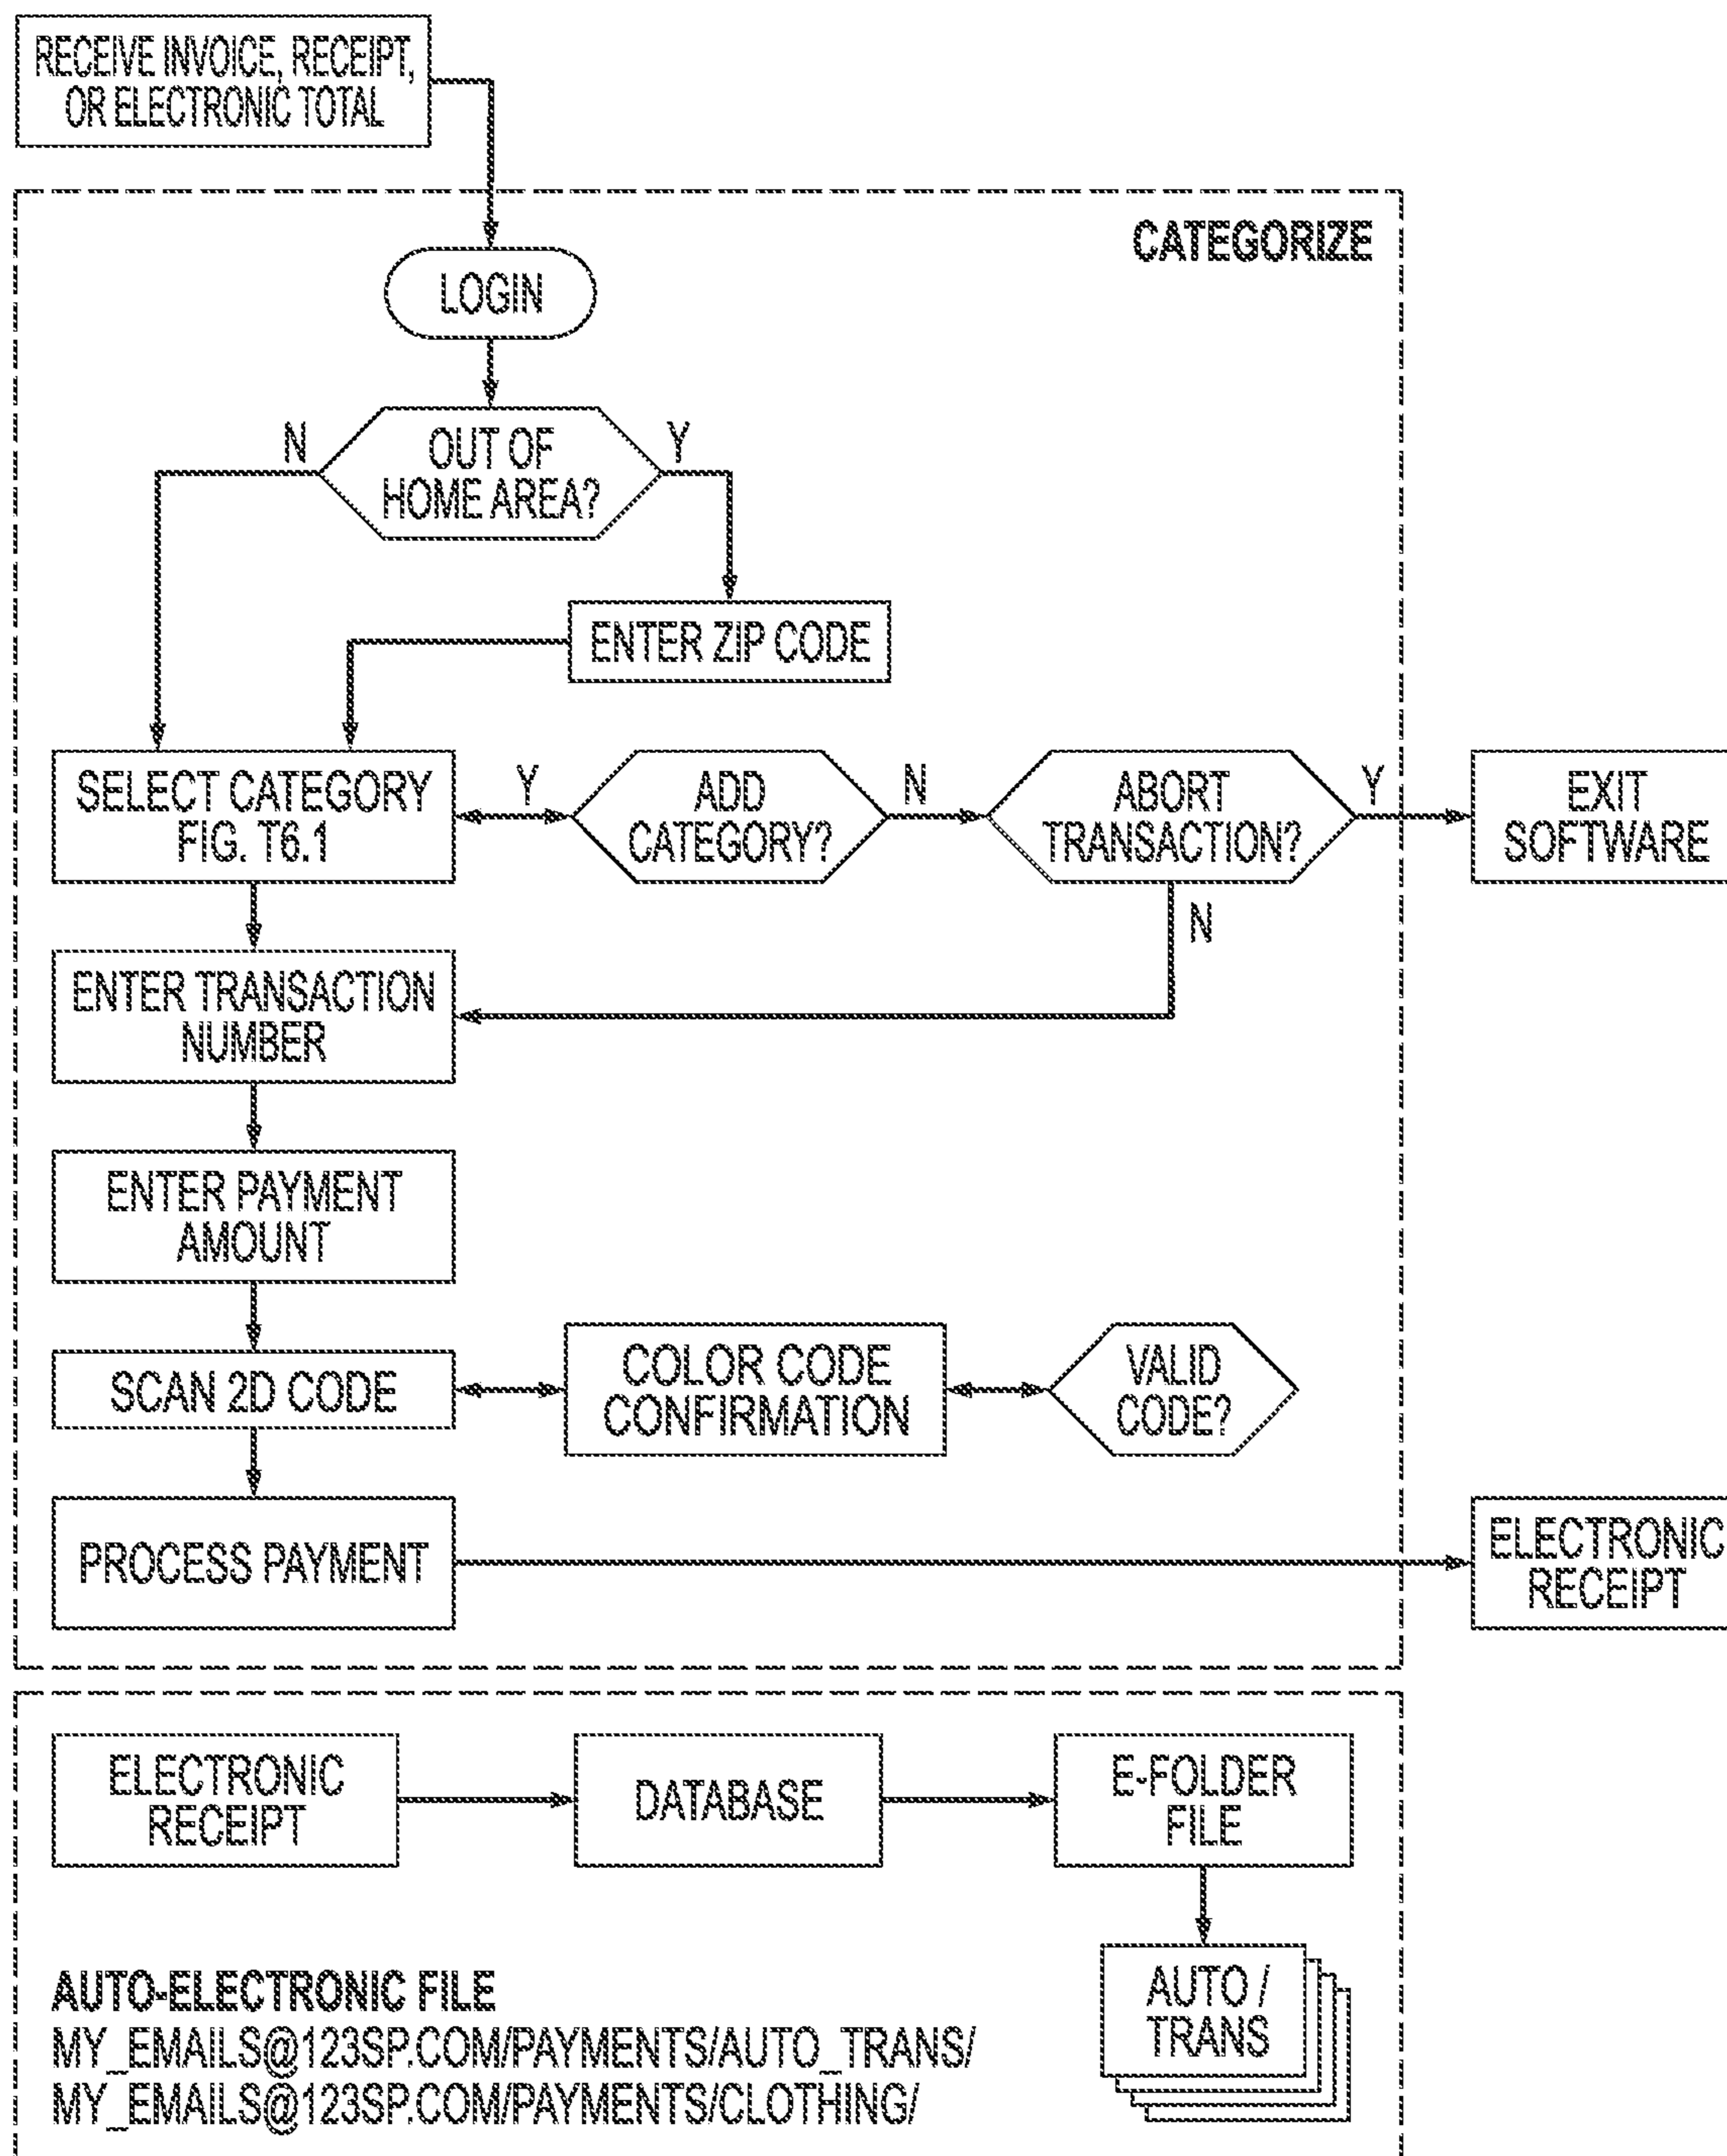 RECEIVE INVOICE, RECEIPT,
OR ELECTRONIC TOTAL
CATEGORIZE
LOGIN
N
OUT OF
HOME AREA?
Y
ENTER ZIP CODE
SELECT CATEGORY
FIG. T6.1
Y
ADD
CATEGORY?
N
ABORT
TRANSACTION?
Y
EXIT
SOFTWARE
N
ENTER TRANSACTION
NUMBER
ENTER PAYMENT
AMOUNT
SCAN 2D CODE
COLOR CODE
CONFIRMATION
VALID
CODE?
PROCESS PAYMENT
ELECTRONIC
RECEIPT
ELECTRONIC
RECEIPT
DATABASE
E-FOLDER
FILE
AUTO /
TRANS
AUTO-ELECTRONIC FILE
MY_EMAILS@123SP.COM/PAYMENTS/AUTO_TRANS/
MY_EMAILS@123SP.COM/PAYMENTS/CLOTHING/